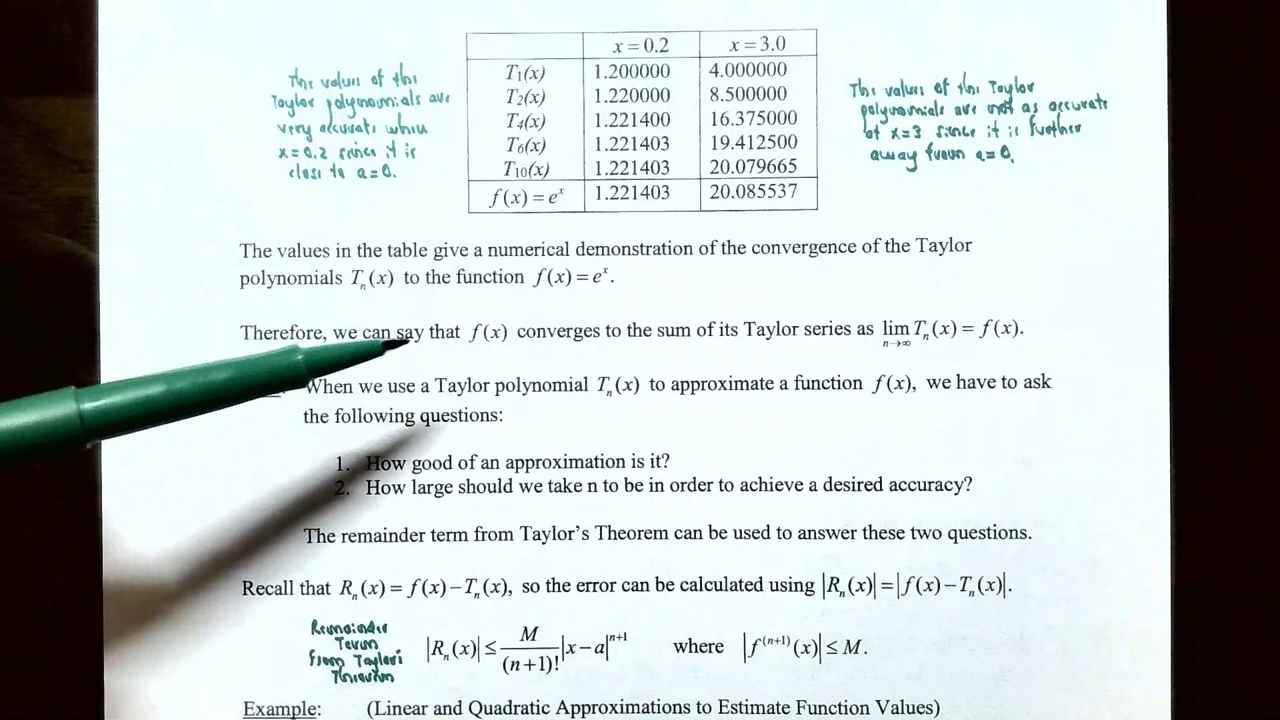 x = 0.2 x = 3.0
T₁(x) 1.200000 4.000000
T₂(x) 1.220000 8.500000
T₄(x) 1.221400 16.375000
T₆(x) 1.221403 19.412500
T₁₀(x) 1.221403 20.079665
f(x) = eˣ 1.221403 20.085537
The values of the
Taylor polynomials are
very accurate when
x=0.2 since it is
close to a=0.
The values of the Taylor
polynomials are not as accurate
at x=3 since it is further
away from a=0.
The values in the table give a numerical demonstration of the convergence of the Taylor
polynomials Tₙ(x) to the function f(x) = eˣ.
Therefore, we can say that f(x) converges to the sum of its Taylor series as lim n→∞ Tₙ(x) = f(x).
When we use a Taylor polynomial Tₙ(x) to approximate a function f(x), we have to ask
the following questions:
1. How good of an approximation is it?
2. How large should we take n to be in order to achieve a desired accuracy?
The remainder term from Taylor's Theorem can be used to answer these two questions.
Recall that Rₙ(x) = f(x) − Tₙ(x), so the error can be calculated using |Rₙ(x)| = |f(x) − Tₙ(x)|.
Remainder
Term
from Taylor's
Theorem
|Rₙ(x)| ≤ M/(n+1)! |x − a|ⁿ⁺¹ where |f⁽ⁿ⁺¹⁾(x)| ≤ M.
Example: (Linear and Quadratic Approximations to Estimate Function Values)